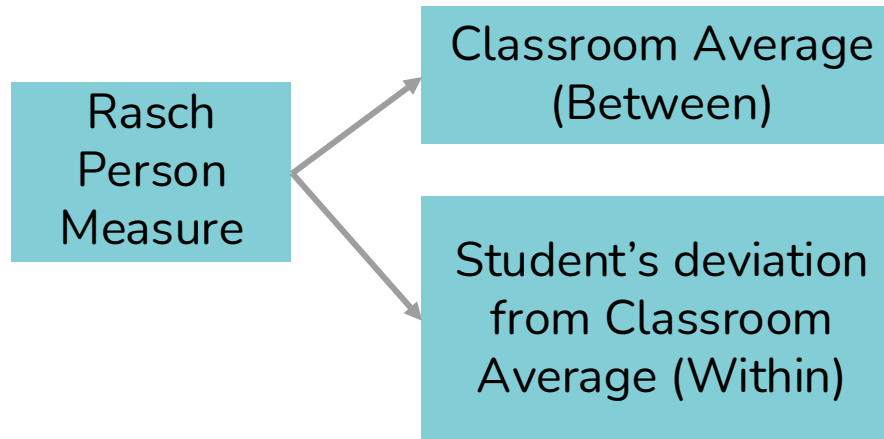 Rasch
Person
Measure
Classroom Average
(Between)
Student’s deviation
from Classroom
Average (Within)